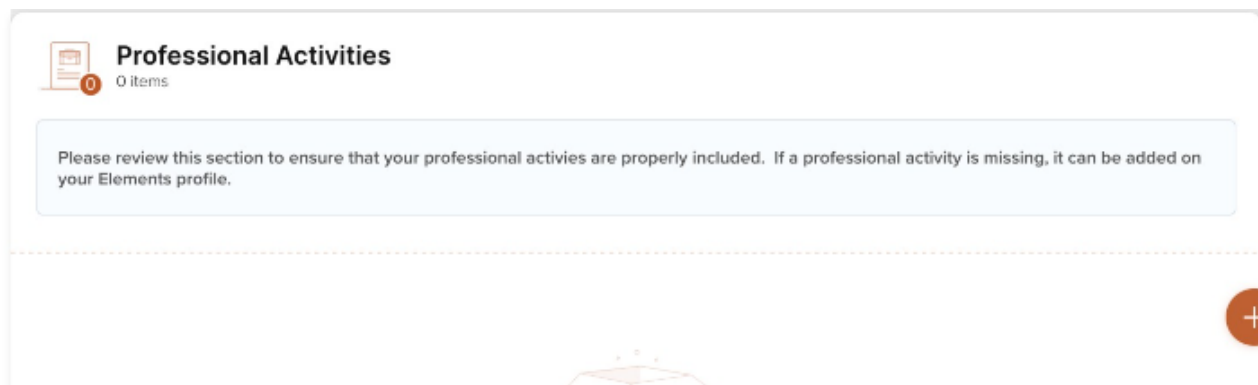 Professional Activities
0
0 items
Please review this section to ensure that your professional activies are properly included.  If a professional activity is missing, it can be added on
your Elements profile.
+